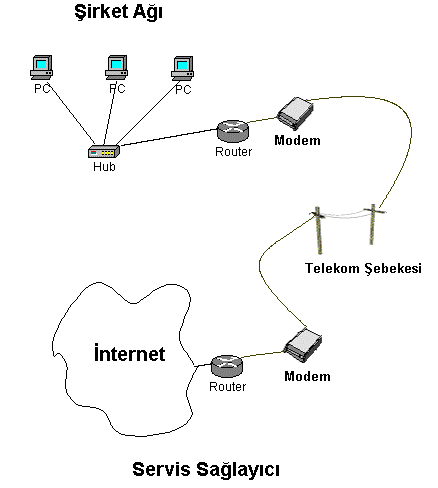 Şirket Ağı
PC PC PC
Hub
Router
Modem
Telekom Şebekesi
İnternet
Router
Modem
Servis Sağlayıcı